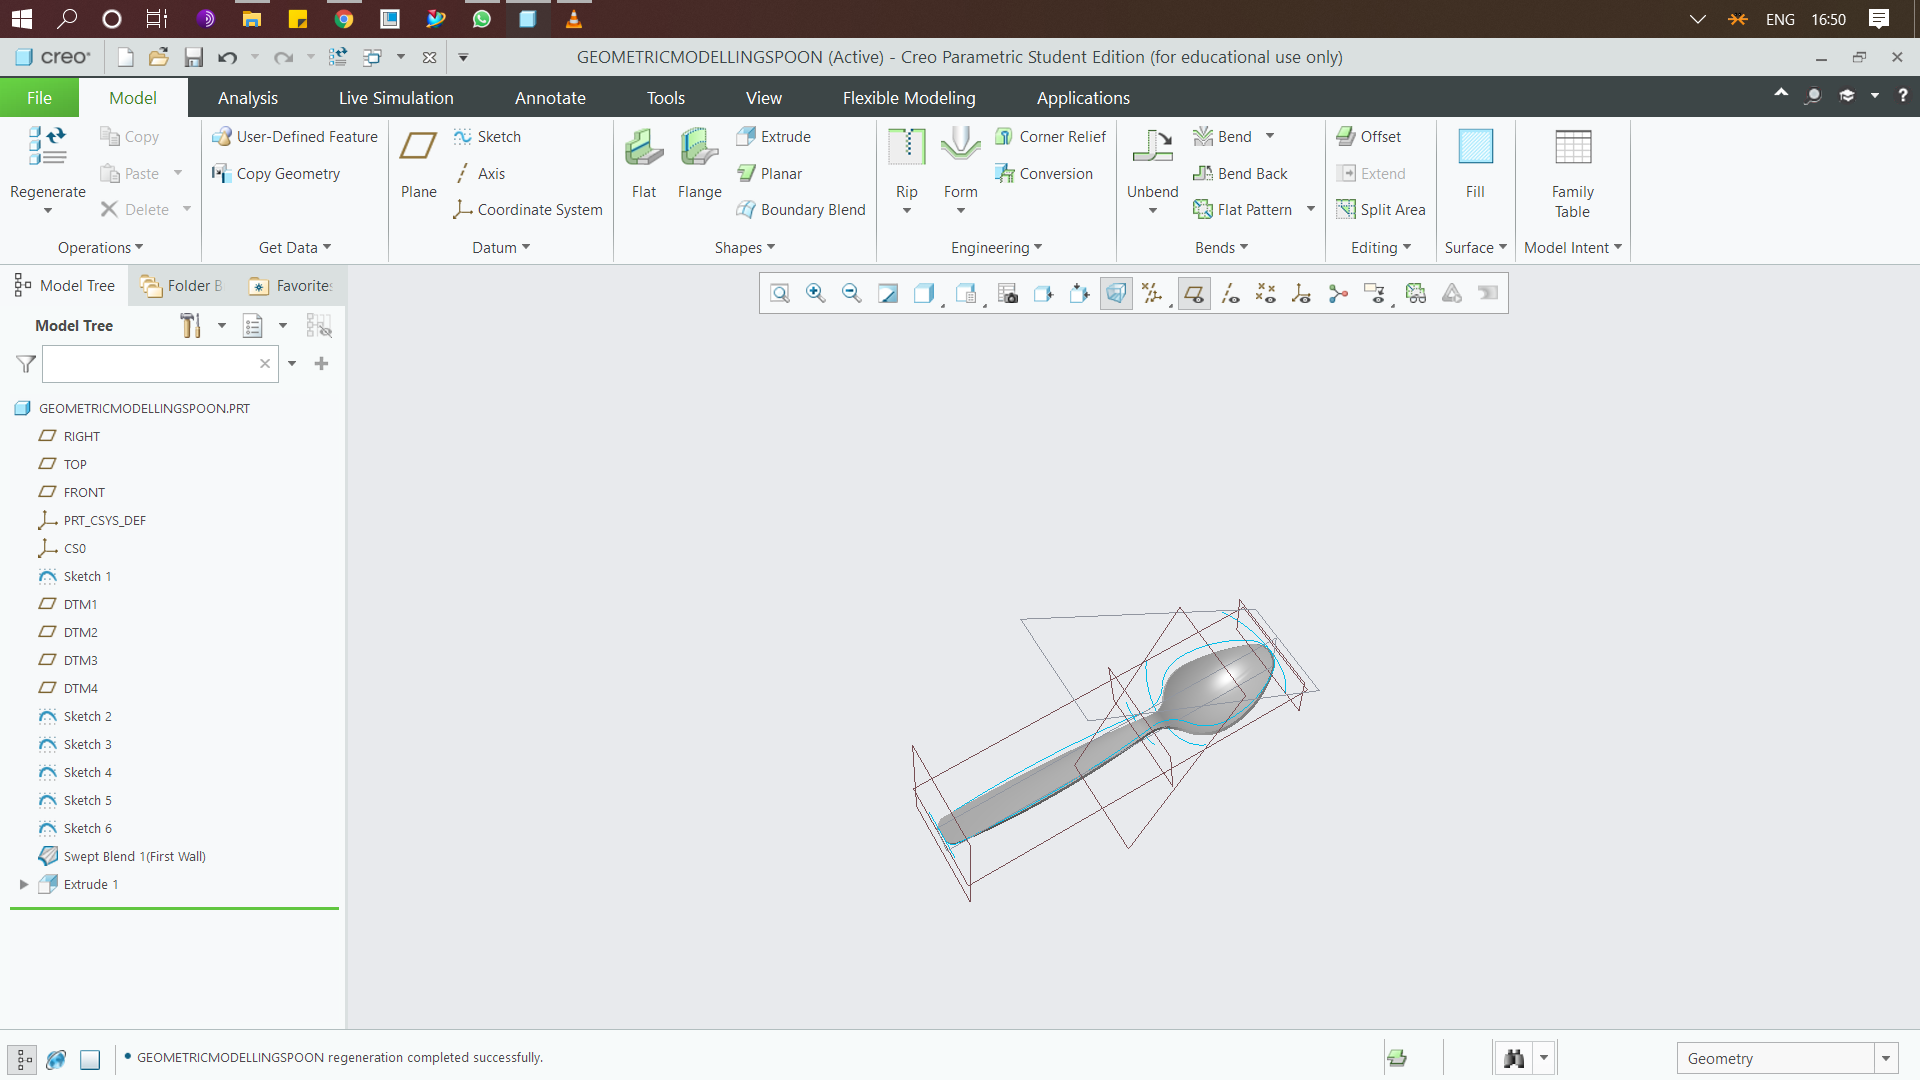 ENG 16:50
creo
GEOMETRICMODELLINGSPOON (Active) - Creo Parametric Student Edition (for educational use only)
File Model Analysis Live Simulation Annotate Tools View Flexible Modeling Applications
Regenerate
Copy
Paste
Delete
Operations
User-Defined Feature
Copy Geometry
Get Data
Plane
Sketch
Axis
Coordinate System
Datum
Flat
Flange
Extrude
Planar
Boundary Blend
Shapes
Rip
Form
Corner Relief
Conversion
Engineering
Unbend
Bend
Bend Back
Flat Pattern
Bends
Offset
Extend
Split Area
Editing
Fill
Surface
Family
Table
Model Intent
Model Tree Folder B Favorites
Model Tree
GEOMETRICMODELLINGSPOON.PRT
RIGHT
TOP
FRONT
PRT_CSYS_DEF
CS0
Sketch 1
DTM1
DTM2
DTM3
DTM4
Sketch 2
Sketch 3
Sketch 4
Sketch 5
Sketch 6
Swept Blend 1(First Wall)
Extrude 1
GEOMETRICMODELLINGSPOON regeneration completed successfully.
Geometry